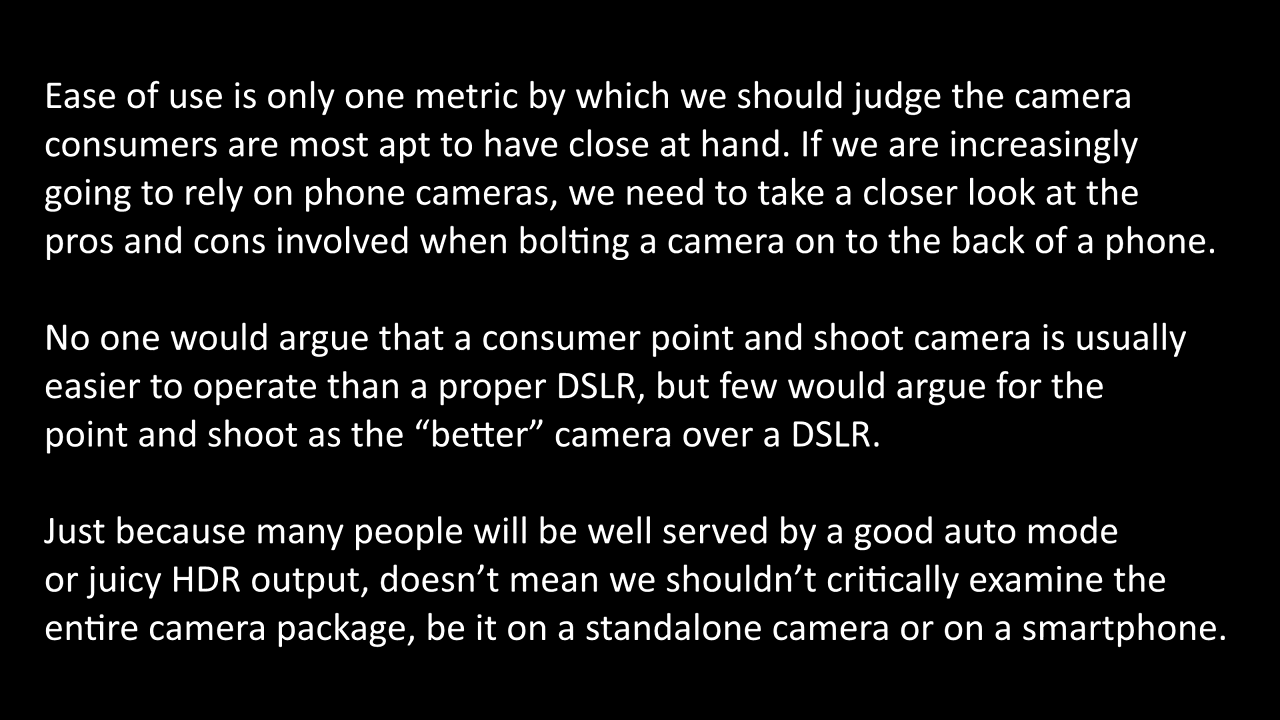 Ease of use is only one metric by which we should judge the camera
consumers are most apt to have close at hand. If we are increasingly
going to rely on phone cameras, we need to take a closer look at the
pros and cons involved when bolting a camera on to the back of a phone.
No one would argue that a consumer point and shoot camera is usually
easier to operate than a proper DSLR, but few would argue for the
point and shoot as the “better” camera over a DSLR.
Just because many people will be well served by a good auto mode
or juicy HDR output, doesn’t mean we shouldn’t critically examine the
entire camera package, be it on a standalone camera or on a smartphone.